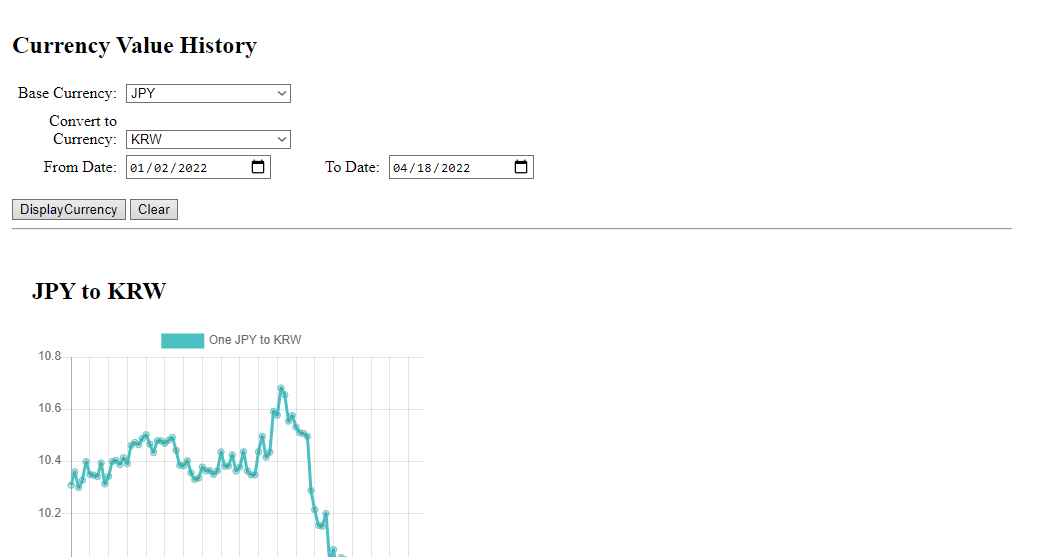 Currency Value History
Base Currency: JPY
Convert to
Currency: KRW
From Date: 01/02/2022 To Date: 04/18/2022
DisplayCurrency Clear
JPY to KRW
One JPY to KRW
10.8
10.6
10.4
10.2